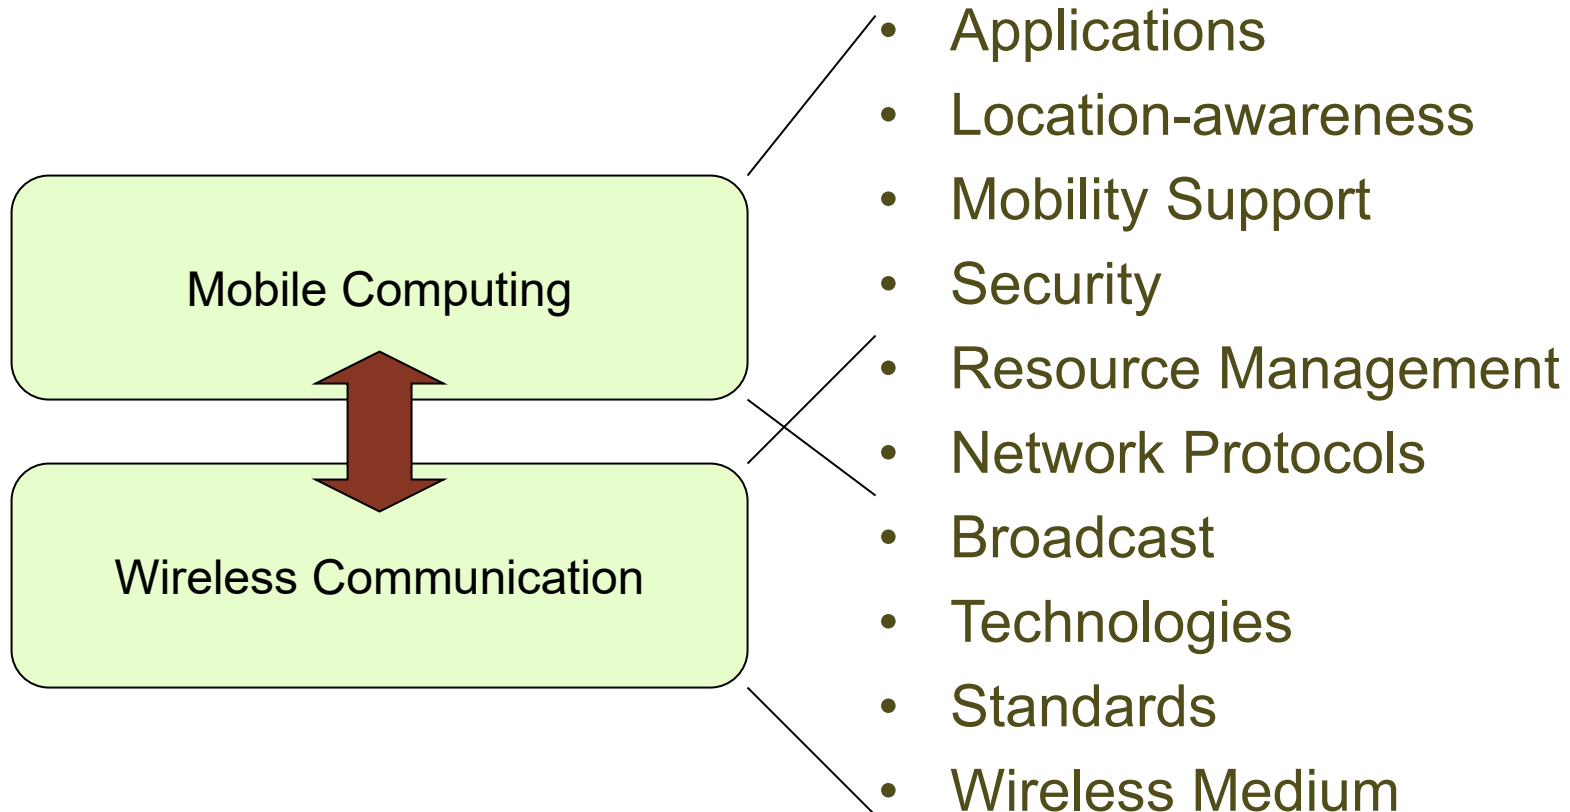 Mobile Computing
Wireless Communication
• Applications
• Location-awareness
• Mobility Support
• Security
• Resource Management
• Network Protocols
• Broadcast
• Technologies
• Standards
• Wireless Medium